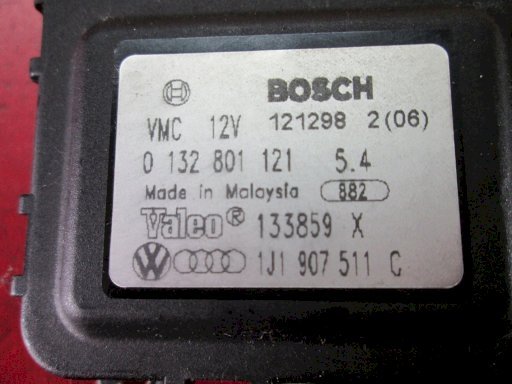 BOSCH
VMC 12V 121298 2(06)
0 132 801 121 5.4
Made in Malaysia 882
Valeo® 133859 X
1J1 907 511 C